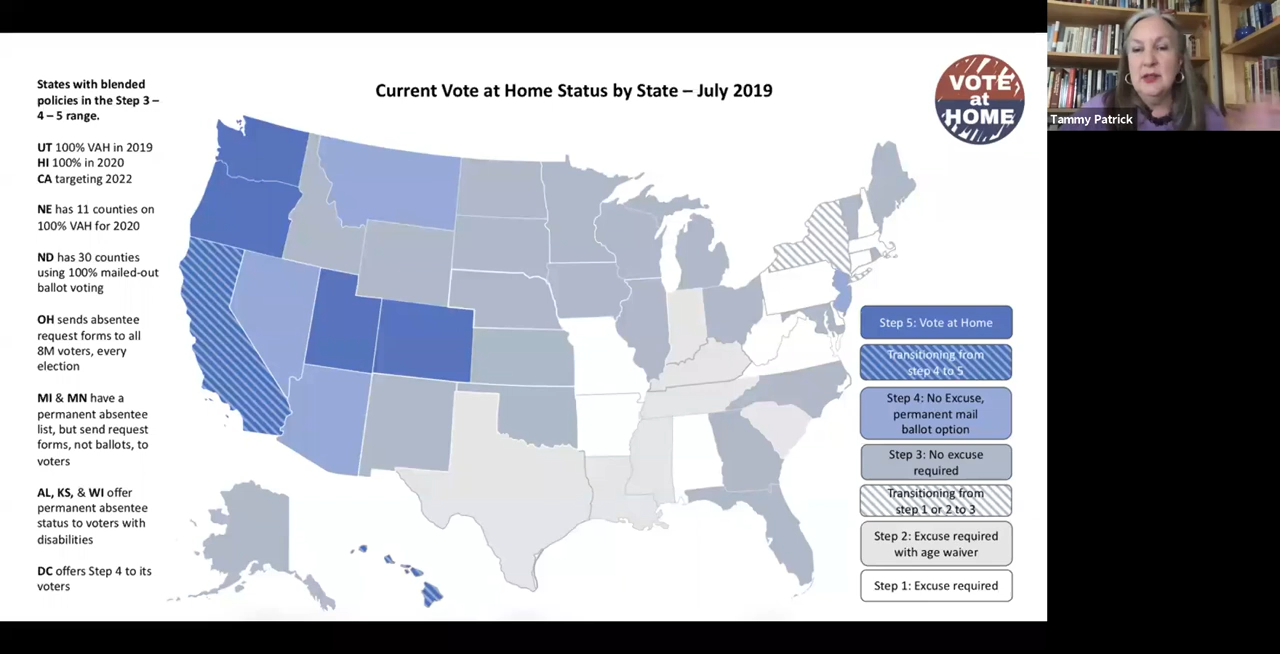 States with blended
policies in the Step 3 –
4 – 5 range.
UT 100% VAH in 2019
HI 100% in 2020
CA targeting 2022
NE has 11 counties on
100% VAH for 2020
ND has 30 counties
using 100% mailed-out
ballot voting
OH sends absentee
request forms to all
8M voters, every
election
MI & MN have a
permanent absentee
list, but send request
forms, not ballots, to
voters
AL, KS, & WI offer
permanent absentee
status to voters with
disabilities
DC offers Step 4 to its
voters
Current Vote at Home Status by State – July 2019
VOTE
at
HOME
Tammy Patrick
Step 5: Vote at Home
Transitioning from
step 4 to 5
Step 4: No Excuse,
permanent mail
ballot option
Step 3: No excuse
required
Transitioning from
step 1 or 2 to 3
Step 2: Excuse required
with age waiver
Step 1: Excuse required